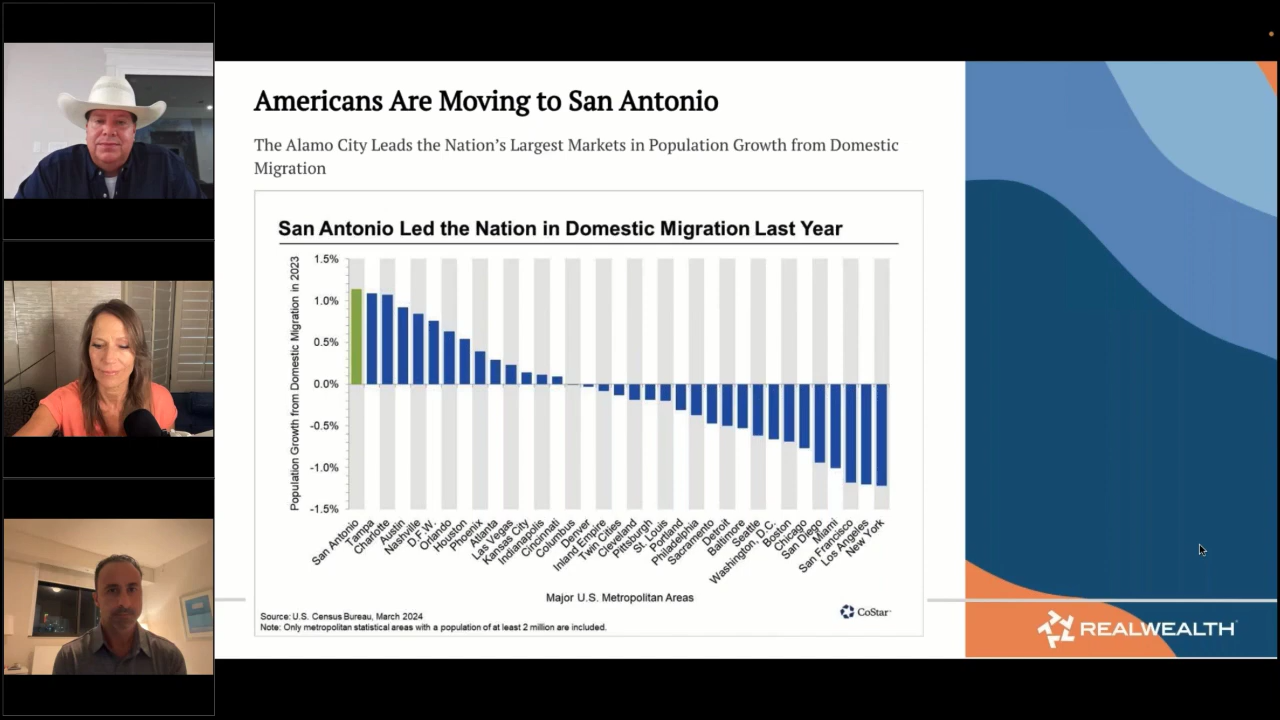 Americans Are Moving to San Antonio
The Alamo City Leads the Nation's Largest Markets in Population Growth from Domestic
Migration
San Antonio Led the Nation in Domestic Migration Last Year
Population Growth from Domestic Migration in 2023
1.5%
1.0%
0.5%
0.0%
-0.5%
-1.0%
-1.5%
San Antonio
Tampa
Charlotte
Austin
Nashville
D.F.W.
Orlando
Houston
Phoenix
Atlanta
Las Vegas
Kansas City
Indianapolis
Cincinnati
Columbus
Denver
Inland Empire
Twin Cities
Cleveland
Pittsburgh
St. Louis
Portland
Philadelphia
Sacramento
Detroit
Baltimore
Seattle
Washington, D.C.
Boston
Chicago
San Diego
Miami
San Francisco
Los Angeles
New York
Major U.S. Metropolitan Areas
Source: U.S. Census Bureau, March 2024
Note: Only metropolitan statistical areas with a population of at least 2 million are included.
CoStar
REALWEALTH